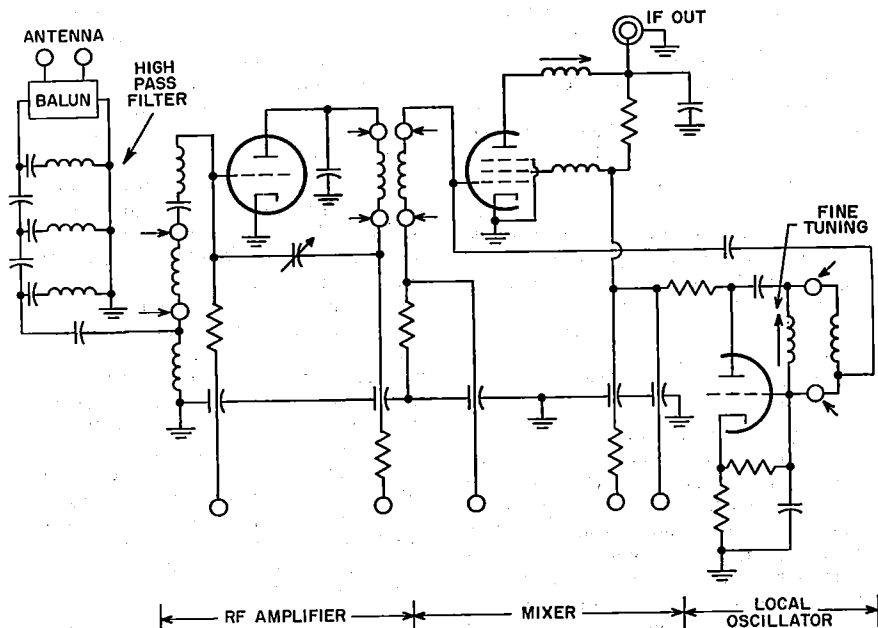 ANTENNA
BALUN
HIGH
PASS
FILTER
IF OUT
FINE
TUNING
RF AMPLIFIER
MIXER
LOCAL
OSCILLATOR